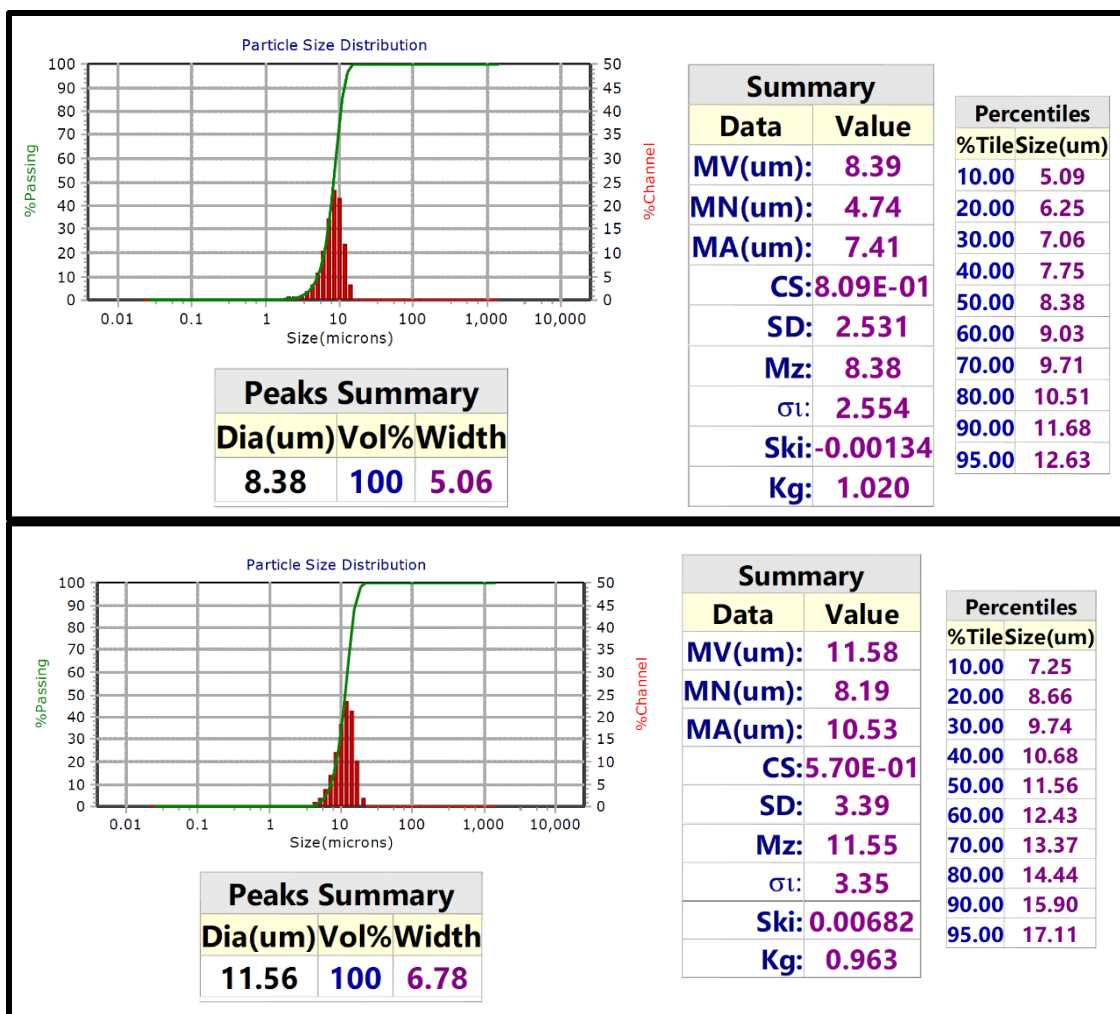 Particle Size Distribution
100 50
90 45
80 40
70 35
60 30
50 25
40 20
30 15
20 10
10 5
0 0
%Passing
%Channel
0.01 0.1 1 10 100 1,000 10,000
Size(microns)
Peaks Summary
Dia(um) Vol% Width
8.38 100 5.06
Summary
Data Value
MV(um): 8.39
MN(um): 4.74
MA(um): 7.41
CS: 8.09E-01
SD: 2.531
Mz: 8.38
σι: 2.554
Ski: -0.00134
Kg: 1.020
Percentiles
%Tile Size(um)
10.00 5.09
20.00 6.25
30.00 7.06
40.00 7.75
50.00 8.38
60.00 9.03
70.00 9.71
80.00 10.51
90.00 11.68
95.00 12.63
Particle Size Distribution
100 50
90 45
80 40
70 35
60 30
50 25
40 20
30 15
20 10
10 5
0 0
%Passing
%Channel
0.01 0.1 1 10 100 1,000 10,000
Size(microns)
Peaks Summary
Dia(um) Vol% Width
11.56 100 6.78
Summary
Data Value
MV(um): 11.58
MN(um): 8.19
MA(um): 10.53
CS: 5.70E-01
SD: 3.39
Mz: 11.55
σι: 3.35
Ski: 0.00682
Kg: 0.963
Percentiles
%Tile Size(um)
10.00 7.25
20.00 8.66
30.00 9.74
40.00 10.68
50.00 11.56
60.00 12.43
70.00 13.37
80.00 14.44
90.00 15.90
95.00 17.11